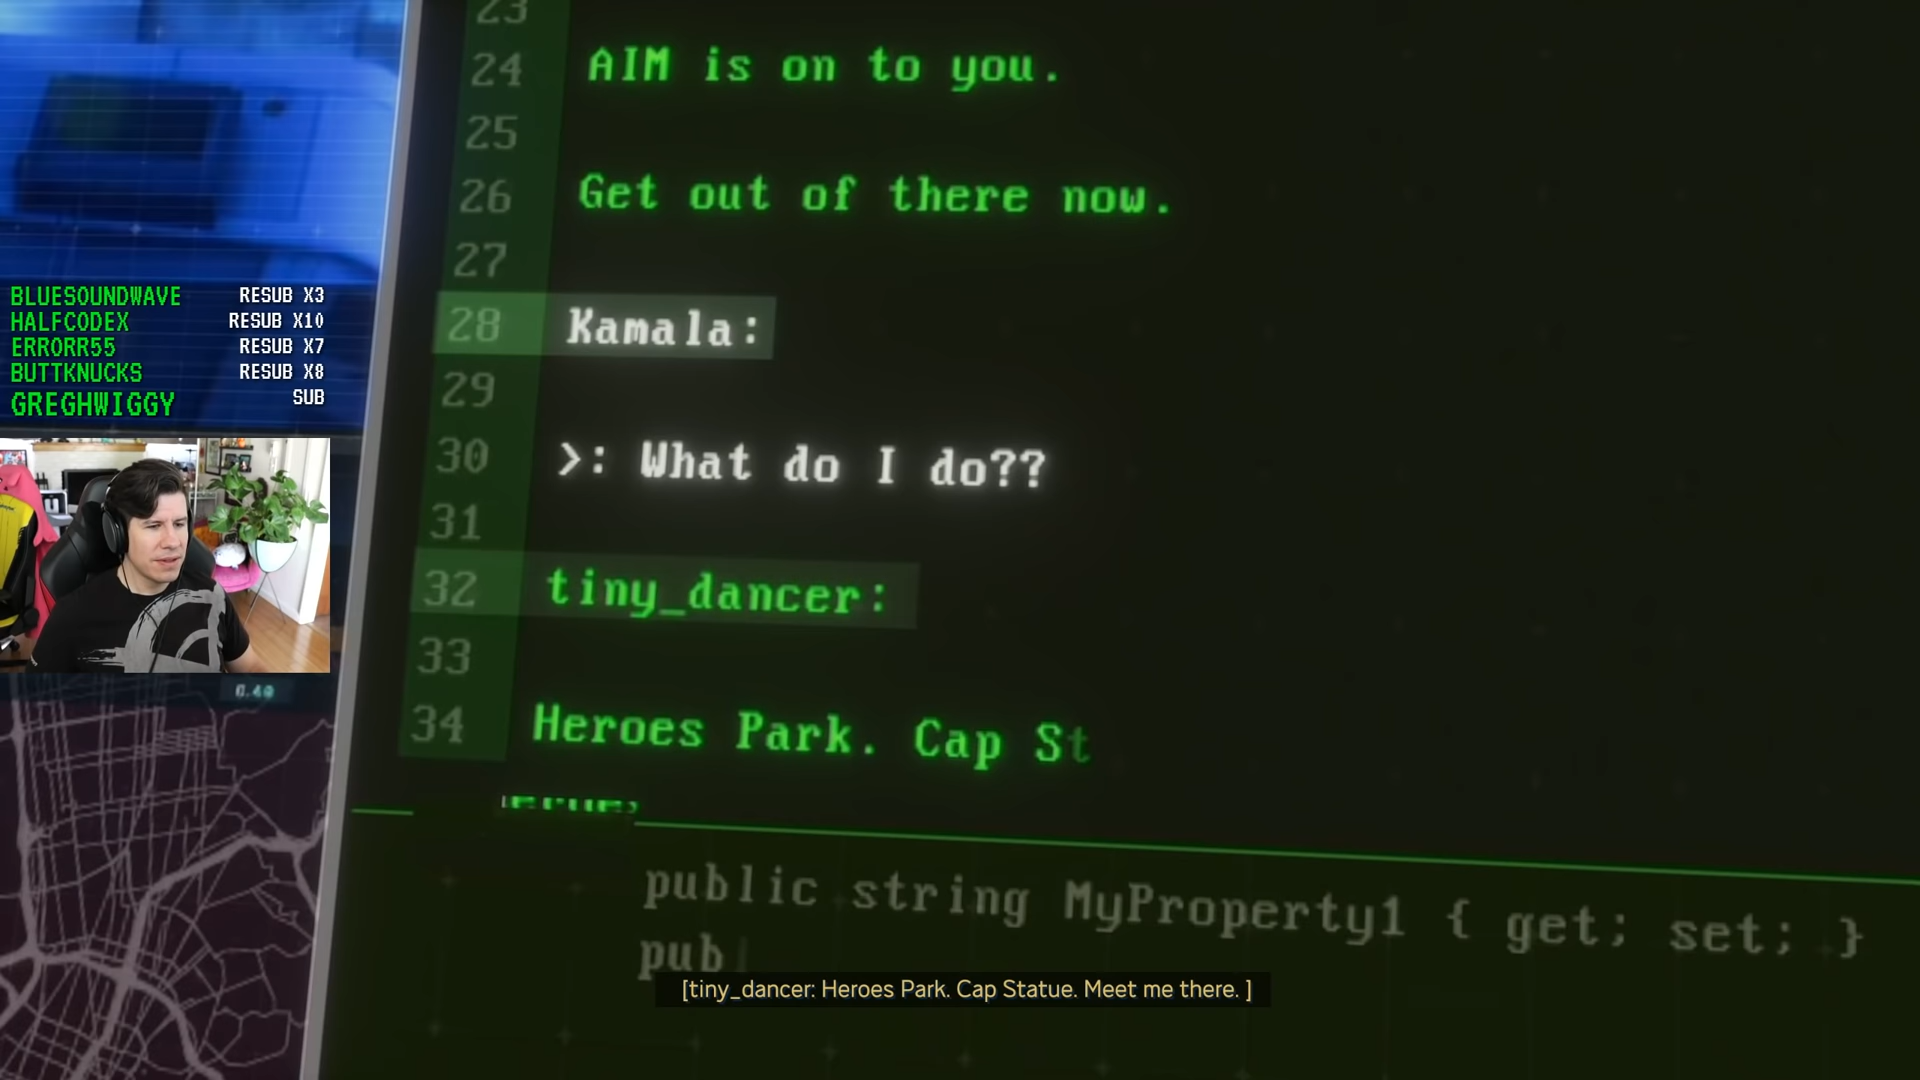 23
24 AIM is on to you.
25
26 Get out of there now.
27
28 Kamala:
29
30 >: What do I do??
31
32 tiny_dancer:
33
34 Heroes Park. Cap St
public string MyProperty1 { get; set; }
pub
[tiny_dancer: Heroes Park. Cap Statue. Meet me there. ]
BLUESOUNDWAVE RESUB X3
HALFCODEX RESUB X10
ERRORR55 RESUB X7
BUTTKNUCKS RESUB X8
GREGHWIGGY SUB
0.40